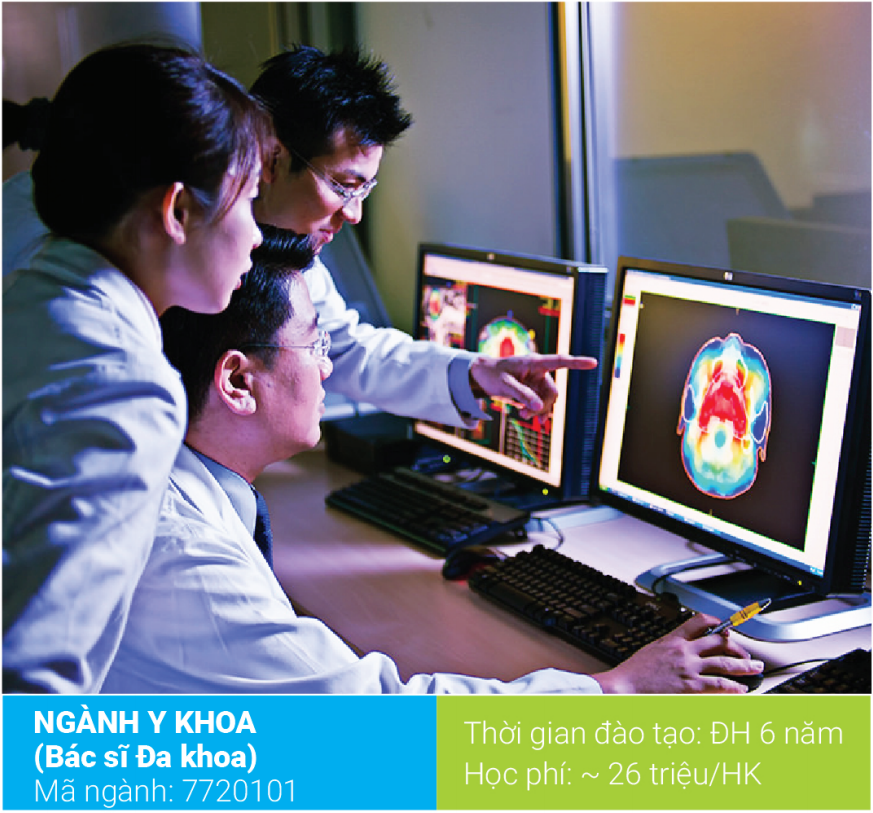 NGÀNH Y KHOA
(Bác sĩ Đa khoa)
Mã ngành: 7720101
Thời gian đào tạo: ĐH 6 năm
Học phí: ~ 26 triệu/HK